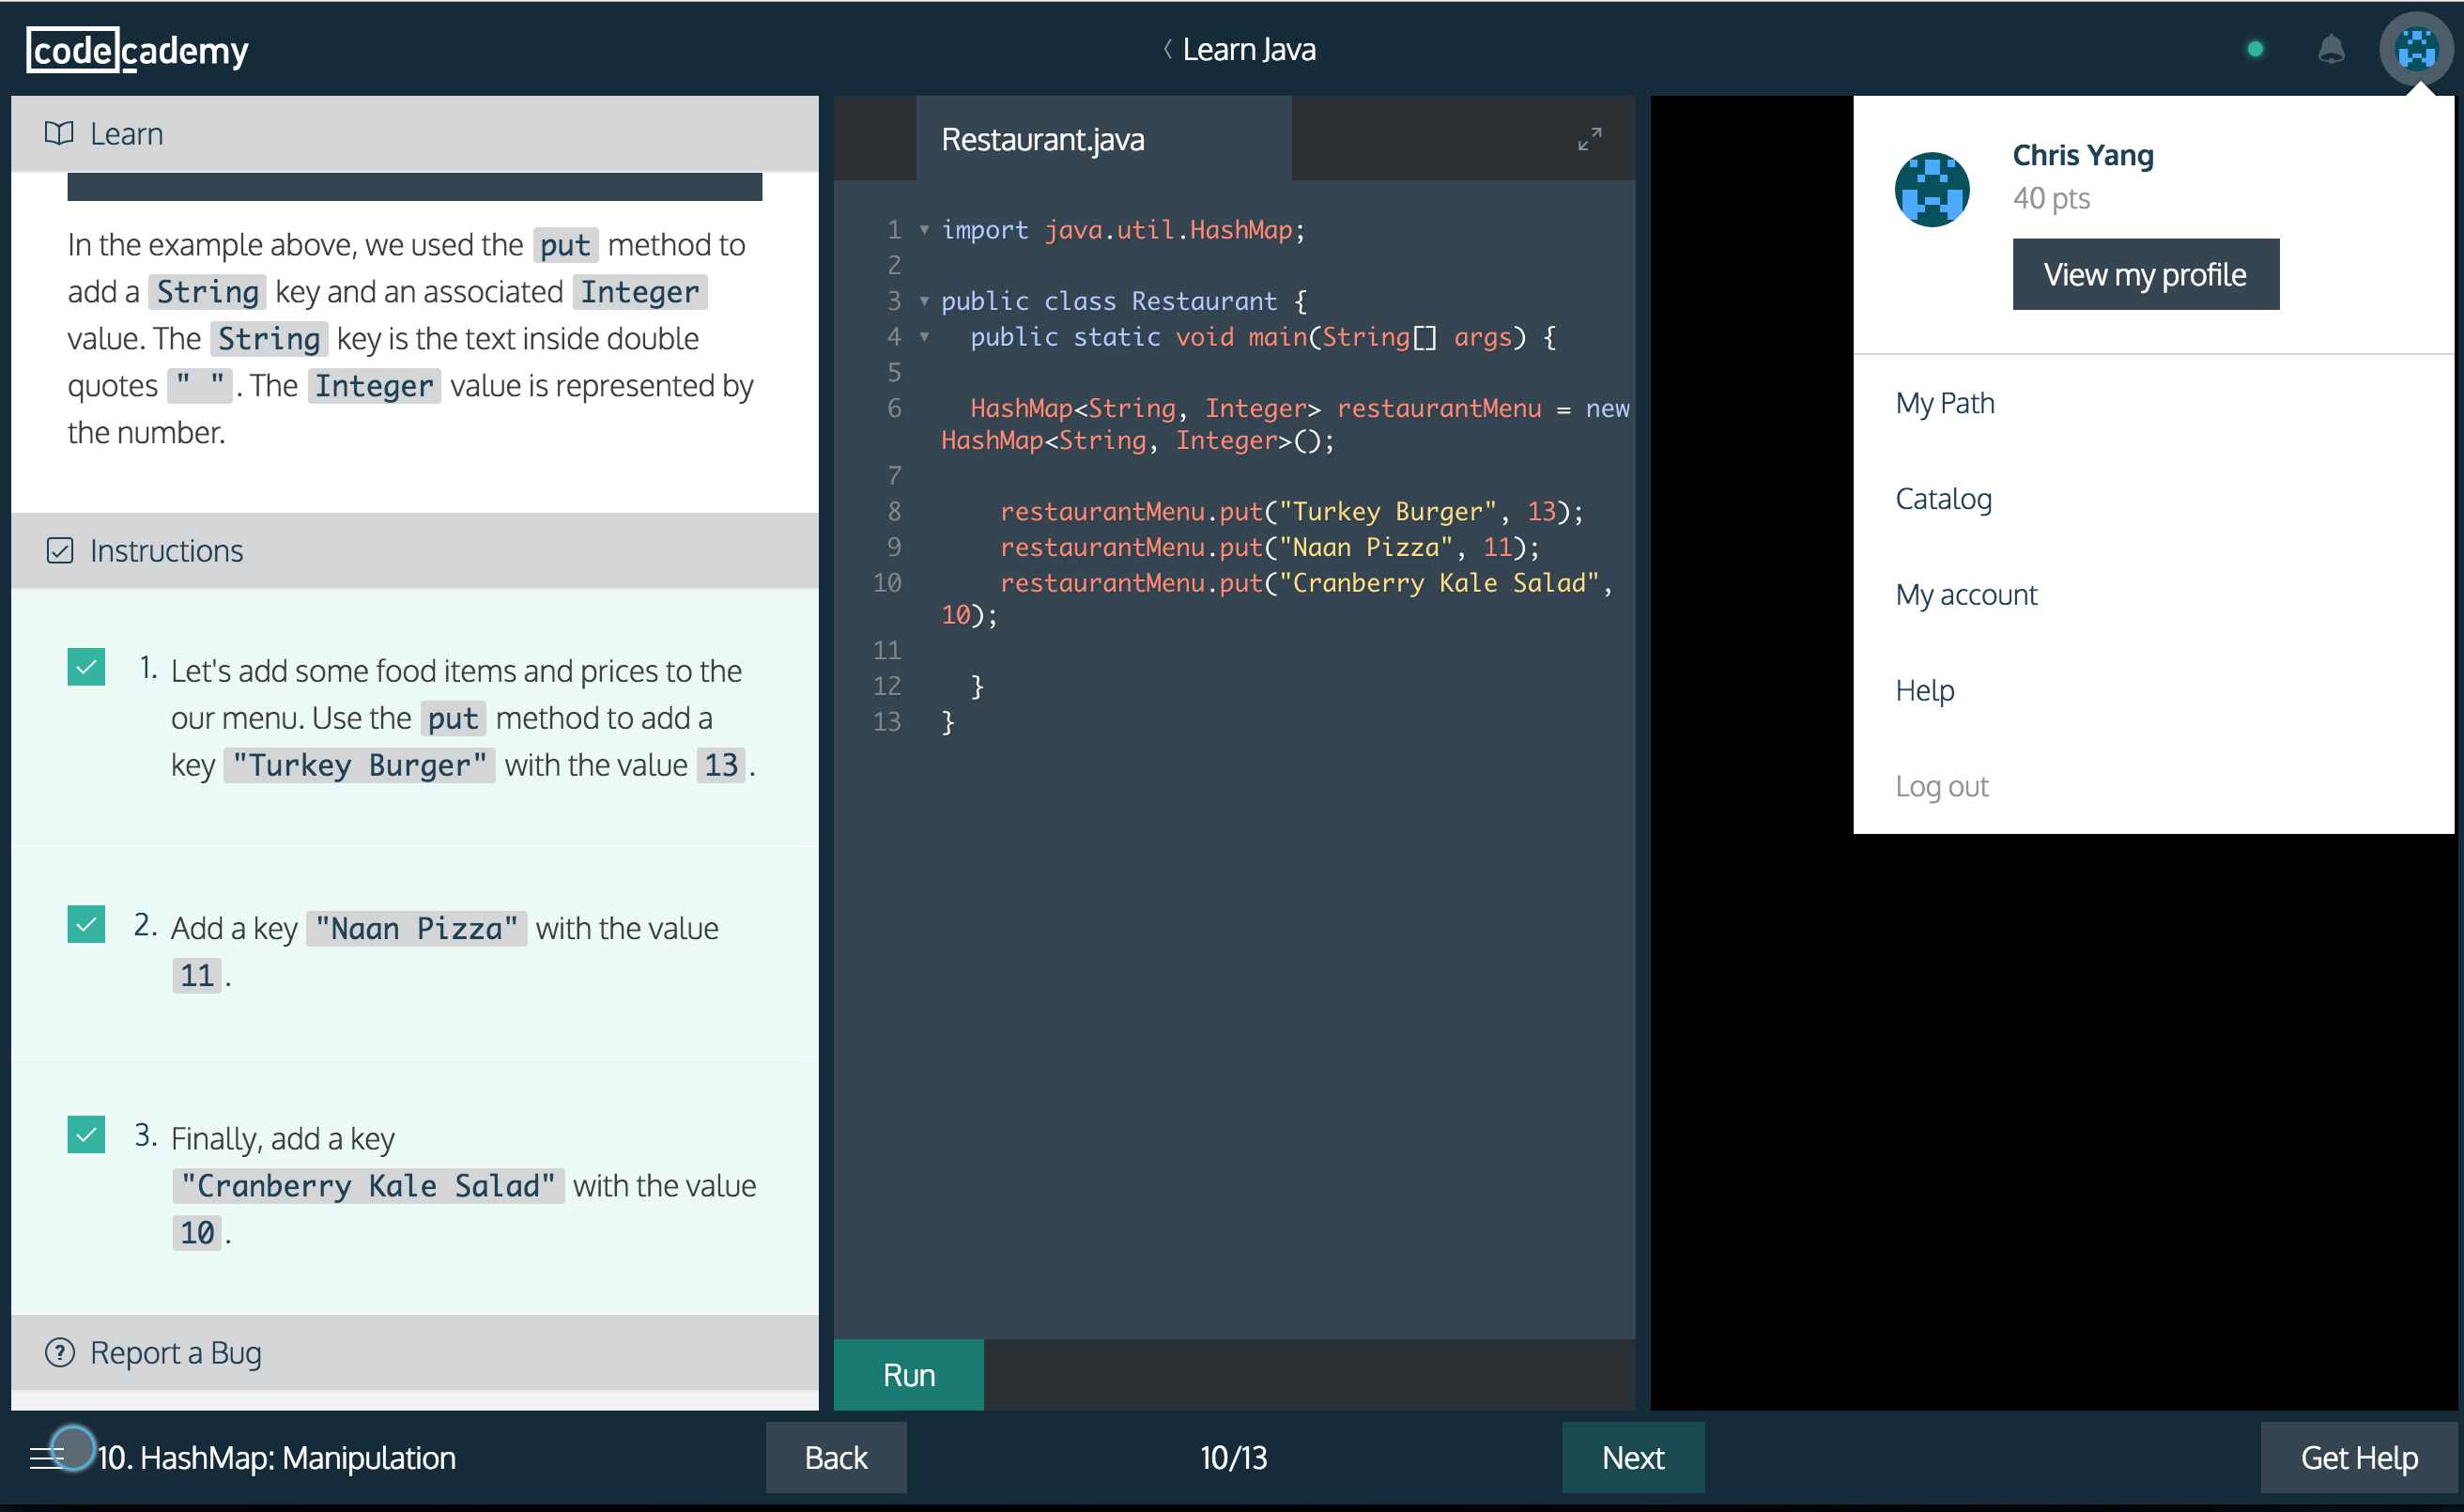 codecademy
Learn Java
Learn
In the example above, we used the put method to
add a String key and an associated Integer
value. The String key is the text inside double
quotes " ". The Integer value is represented by
the number.
Instructions
1. Let's add some food items and prices to the
our menu. Use the put method to add a
key "Turkey Burger" with the value 13.
2. Add a key "Naan Pizza" with the value
11.
3. Finally, add a key
"Cranberry Kale Salad" with the value
10.
Report a Bug
Restaurant.java
1 import java.util.HashMap;
2
3 public class Restaurant {
4 public static void main(String[] args) {
5
6 HashMap<String, Integer> restaurantMenu = new
HashMap<String, Integer>();
7
8 restaurantMenu.put("Turkey Burger", 13);
9 restaurantMenu.put("Naan Pizza", 11);
10 restaurantMenu.put("Cranberry Kale Salad",
10);
11
12 }
13 }
Run
Chris Yang
40 pts
View my profile
My Path
Catalog
My account
Help
Log out
10. HashMap: Manipulation
Back
10/13
Next
Get Help